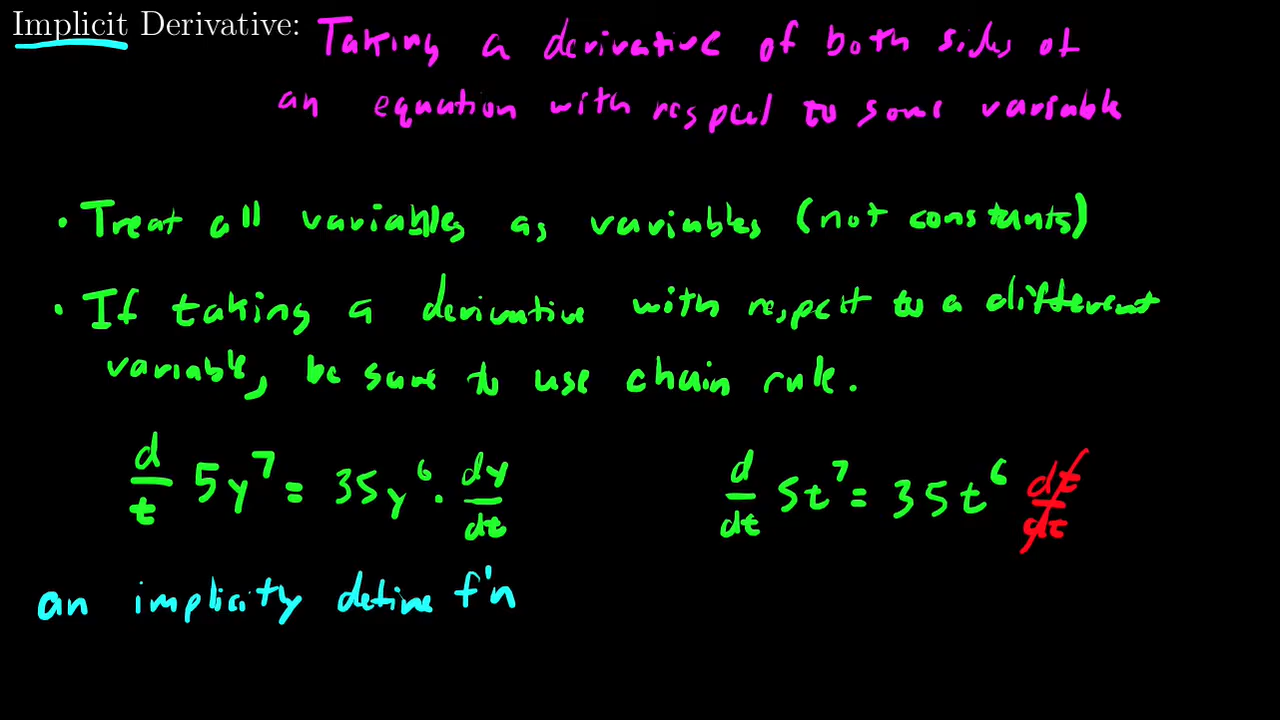 Implicit Derivative: Taking a derivative of both sides of
an equation with respect to some variable
• Treat all variables as variables (not constants)
• If taking a derivative with respect to a different
variable, be sure to use chain rule.
d/t 5y^7 = 35y^6 · dy/dt
d/dt 5t^7 = 35t^6 dt/dt
an implicity define f'n